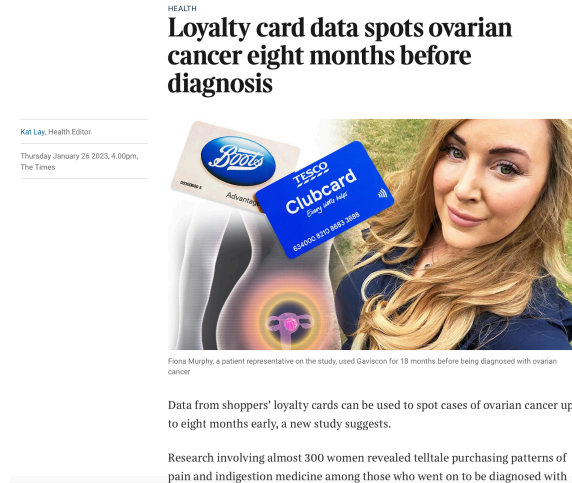 HEALTH
Loyalty card data spots ovarian
cancer eight months before
diagnosis
Kat Lay, Health Editor
Thursday January 26 2023, 4.00pm,
The Times
Boots
Advantag
TESCO
Clubcard
Every little helps
634000 8210 8883 3888
Fiona Murphy, a patient representative on the study, used Gaviscon for 18 months before being diagnosed with ovarian
cancer
Data from shoppers’ loyalty cards can be used to spot cases of ovarian cancer up
to eight months early, a new study suggests.
Research involving almost 300 women revealed telltale purchasing patterns of
pain and indigestion medicine among those who went on to be diagnosed with